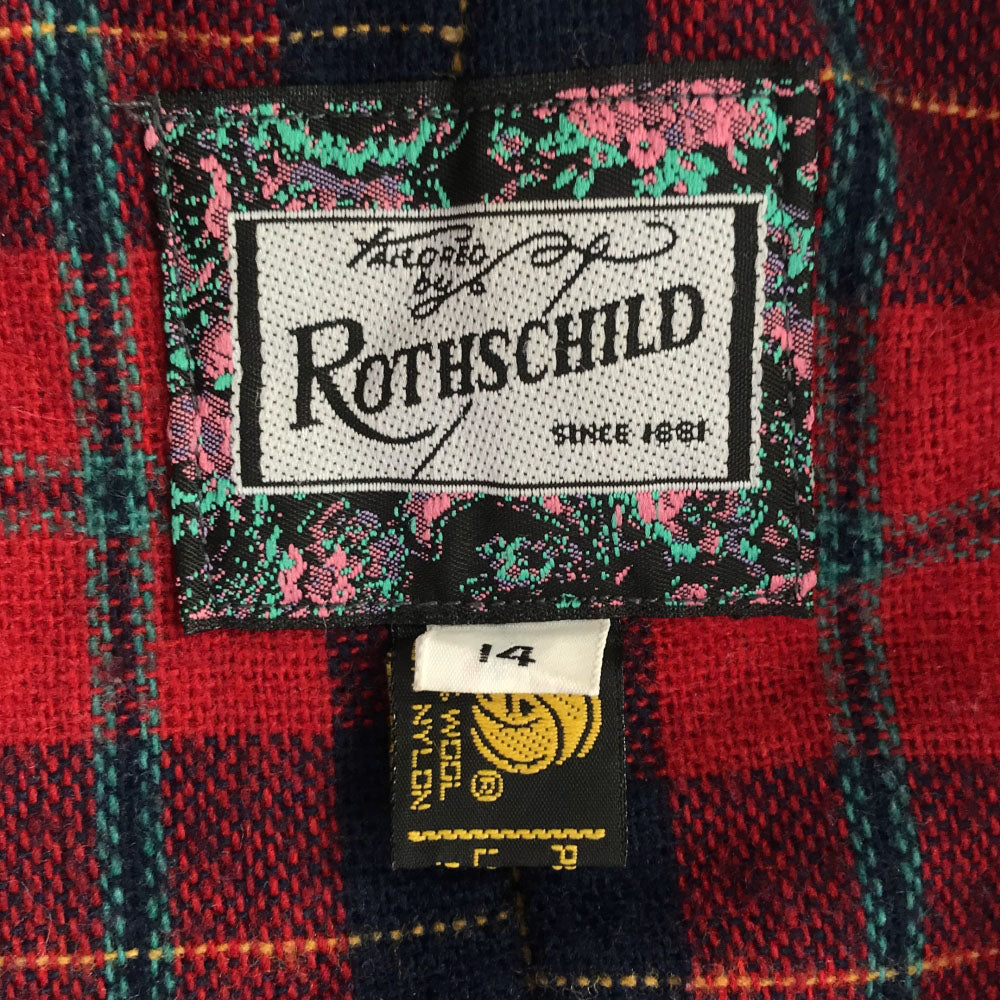 TAILORED
by
ROTHSCHILD
SINCE 1881
14
WOOL
NYLON
R